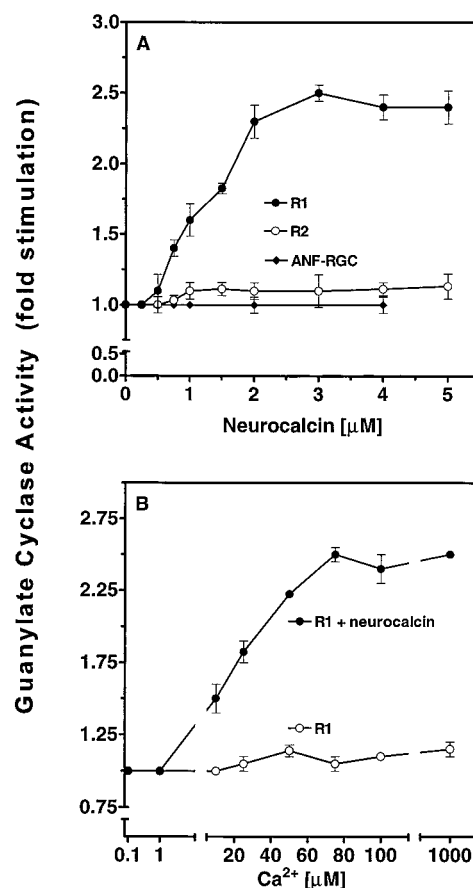 Guanylate Cyclase Activity (fold stimulation)
A
3.0
2.5
2.0
1.5
1.0
0.5
0.0
R1
R2
ANF-RGC
0 1 2 3 4 5
Neurocalcin [μM]
B
2.75
2.25
1.75
1.25
0.75
R1 + neurocalcin
R1
0.1 1 20 40 60 80 100 1000
Ca2+ [μM]